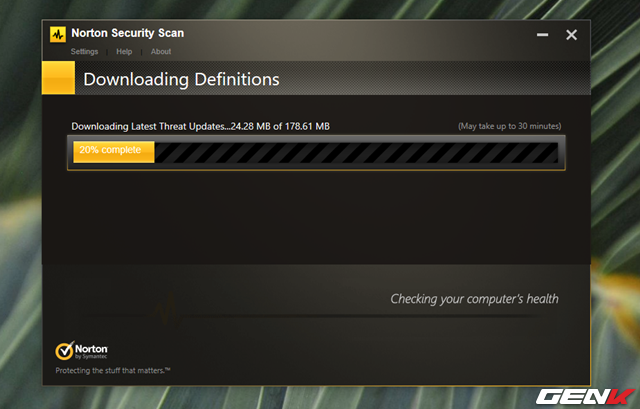 Norton Security Scan
Settings | Help | About
Downloading Definitions
Downloading Latest Threat Updates...24.28 MB of 178.61 MB (May take up to 30 minutes)
20% complete
Checking your computer's health
Norton
by Symantec
Protecting the stuff that matters.™
GENK